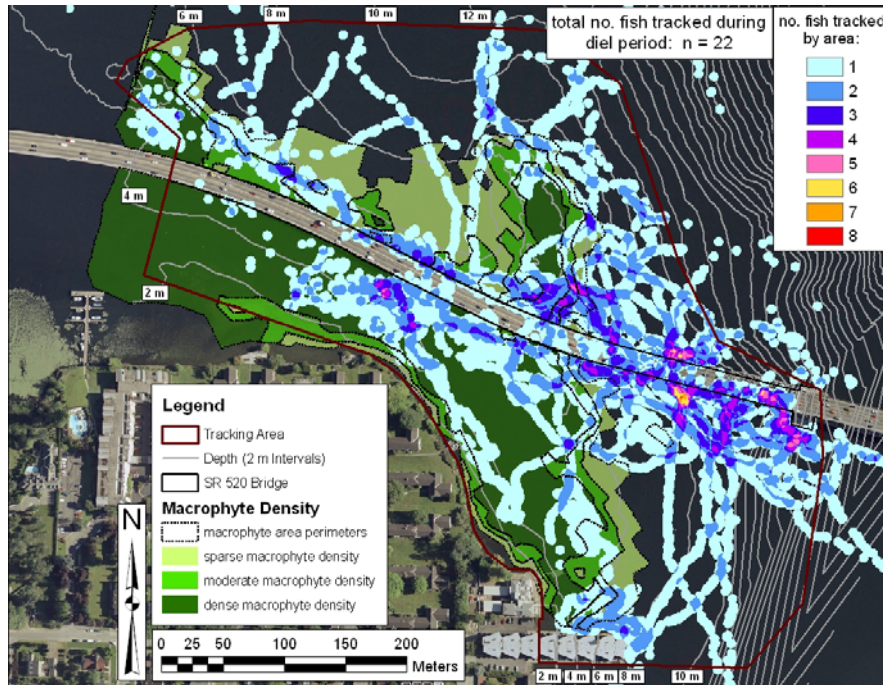 6 m
8 m
10 m
12 m
total no. fish tracked during
diel period: n = 22
no. fish tracked
by area:
1
2
3
4
5
6
7
8
4 m
2 m
Legend
Tracking Area
Depth (2 m Intervals)
SR 520 Bridge
Macrophyte Density
macrophyte area perimeters
sparse macrophyte density
moderate macrophyte density
dense macrophyte density
N
0 25 50 100 150 200
Meters
2 m 4 m 6 m 8 m 10 m